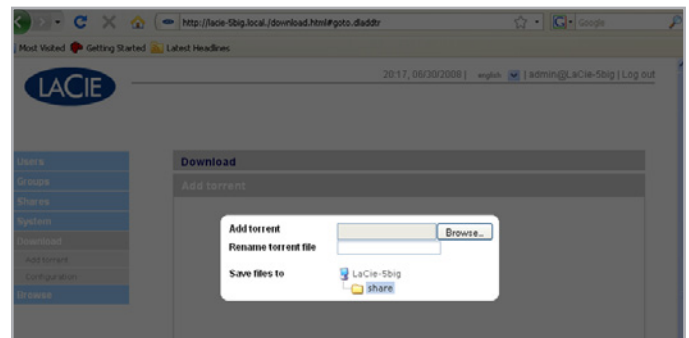 http://lacie-5big.local./download.html#goto.dladdtr
Google
Most Visited Getting Started Latest Headlines
LACIE
20:17, 06/30/2008 | english | admin@LaCie-5big | Log out
Users
Groups
Shares
System
Download
Add torrent
Configuration
Browse
Download
Add torrent
Add torrent Browse...
Rename torrent file
Save files to LaCie-5big
share